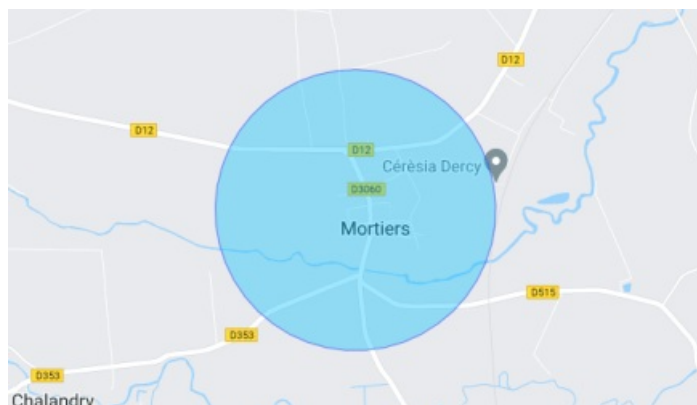 D12
D12
D12
Cérèsia Dercy
D3060
Mortiers
D515
D353
D353
Chalandry